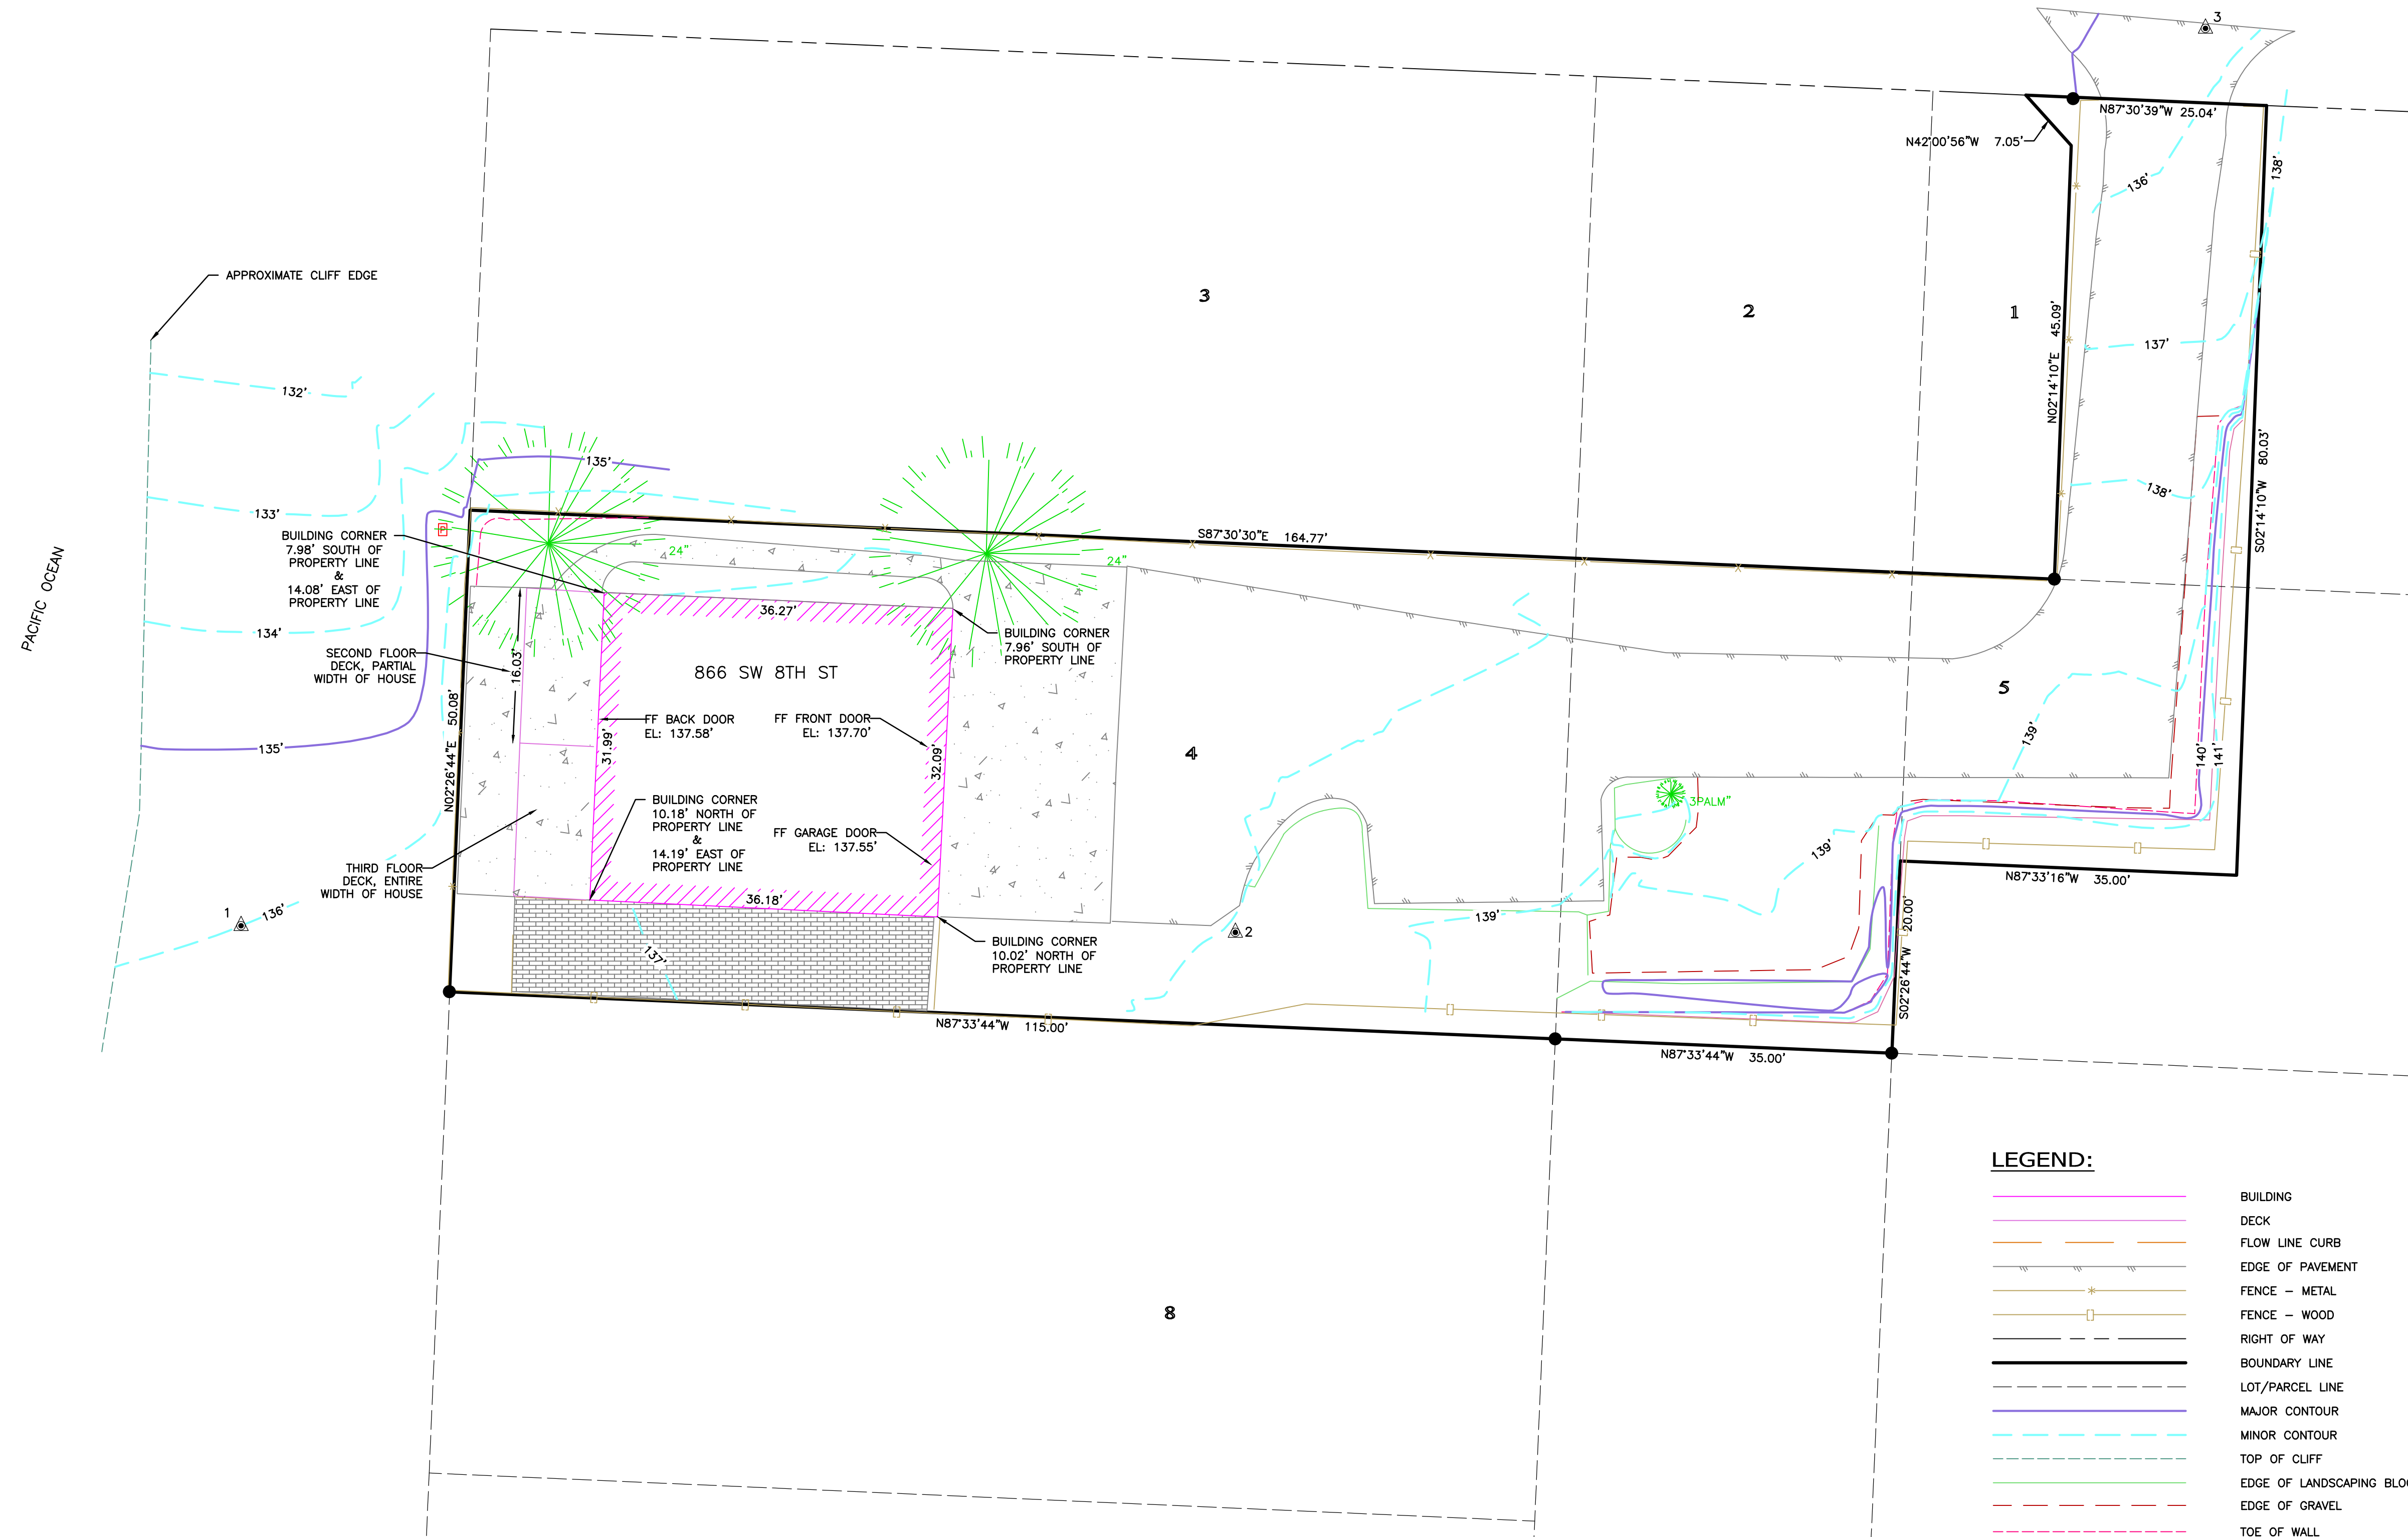 3
N87°30'39"W 25.04'
N42°00'56"W 7.05'
138'
136'
APPROXIMATE CLIFF EDGE
3
2
1
N02°14'10"E 45.09'
137'
132'
135'
S02°14'10"W 80.03'
138'
133'
P
BUILDING CORNER
7.98' SOUTH OF
PROPERTY LINE
&
14.08' EAST OF
PROPERTY LINE
24"
S87°30'30"E 164.77'
24"
PACIFIC OCEAN
36.27'
134'
BUILDING CORNER
7.96' SOUTH OF
PROPERTY LINE
SECOND FLOOR
DECK, PARTIAL
WIDTH OF HOUSE
16.03'
866 SW 8TH ST
5
N02°26'44"E 50.08'
FF BACK DOOR
EL: 137.58'
FF FRONT DOOR
EL: 137.70'
31.99'
32.09'
135'
4
139'
140'
141'
BUILDING CORNER
10.18' NORTH OF
PROPERTY LINE
&
14.19' EAST OF
PROPERTY LINE
3PALM"
FF GARAGE DOOR
EL: 137.55'
139'
THIRD FLOOR
DECK, ENTIRE
WIDTH OF HOUSE
N87°33'16"W 35.00'
36.18'
1
136'
139'
S02°26'44"W 20.00'
2
137'
BUILDING CORNER
10.02' NORTH OF
PROPERTY LINE
N87°33'44"W 115.00'
N87°33'44"W 35.00'
8
LEGEND:
BUILDING
DECK
FLOW LINE CURB
EDGE OF PAVEMENT
FENCE – METAL
FENCE – WOOD
RIGHT OF WAY
BOUNDARY LINE
LOT/PARCEL LINE
MAJOR CONTOUR
MINOR CONTOUR
TOP OF CLIFF
EDGE OF LANDSCAPING
EDGE OF GRAVEL
TOE OF WALL